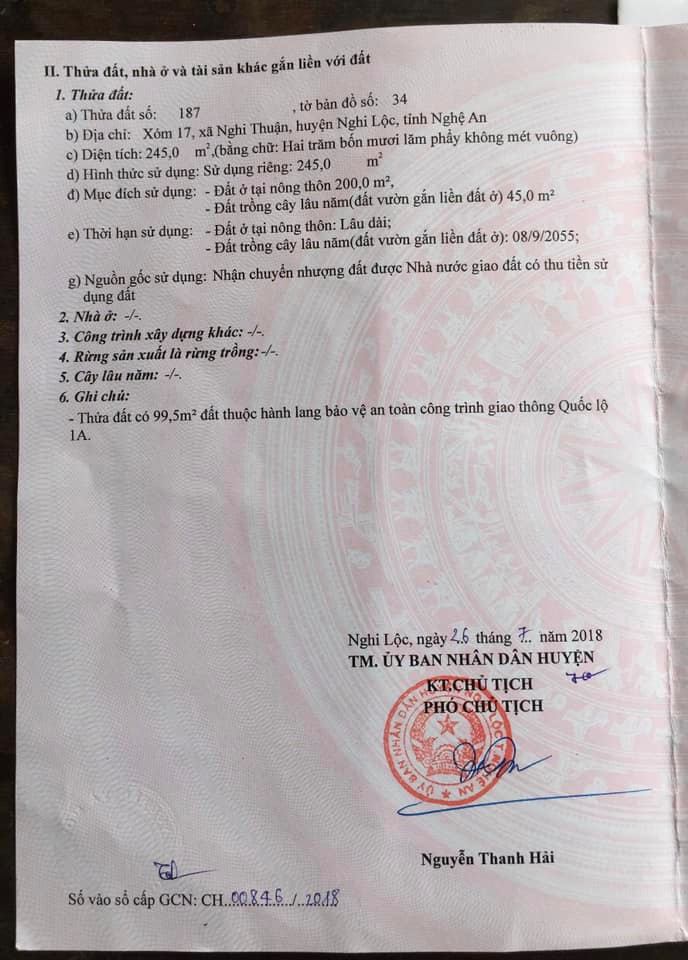 II. Thửa đất, nhà ở và tài sản khác gắn liền với đất
1. Thửa đất:
a) Thửa đất số: 187 , tờ bản đồ số: 34
b) Địa chỉ: Xóm 17, xã Nghi Thuận, huyện Nghi Lộc, tỉnh Nghệ An
c) Diện tích: 245,0 m²,(bằng chữ: Hai trăm bốn mươi lăm phẩy không mét vuông)
d) Hình thức sử dụng: Sử dụng riêng: 245,0 m²
đ) Mục đích sử dụng: - Đất ở tại nông thôn 200,0 m²,
- Đất trồng cây lâu năm(đất vườn gắn liền đất ở) 45,0 m²
e) Thời hạn sử dụng: - Đất ở tại nông thôn: Lâu dài;
- Đất trồng cây lâu năm(đất vườn gắn liền đất ở): 08/9/2055;
g) Nguồn gốc sử dụng: Nhận chuyển nhượng đất được Nhà nước giao đất có thu tiền sử
dụng đất
2. Nhà ở: -/-.
3. Công trình xây dựng khác: -/-.
4. Rừng sản xuất là rừng trồng:-/-.
5. Cây lâu năm: -/-.
6. Ghi chú:
- Thửa đất có 99,5m² đất thuộc hành lang bảo vệ an toàn công trình giao thông Quốc lộ
1A.
Nghi Lộc, ngày 26 tháng 7.. năm 2018
TM. ỦY BAN NHÂN DÂN HUYỆN
KT.CHỦ TỊCH
PHÓ CHỦ TỊCH
ỦY BAN NHÂN DÂN HUYỆN NGHI LỘC T. NGHỆ AN
Nguyễn Thanh Hải
Số vào sổ cấp GCN: CH..00846../..2018